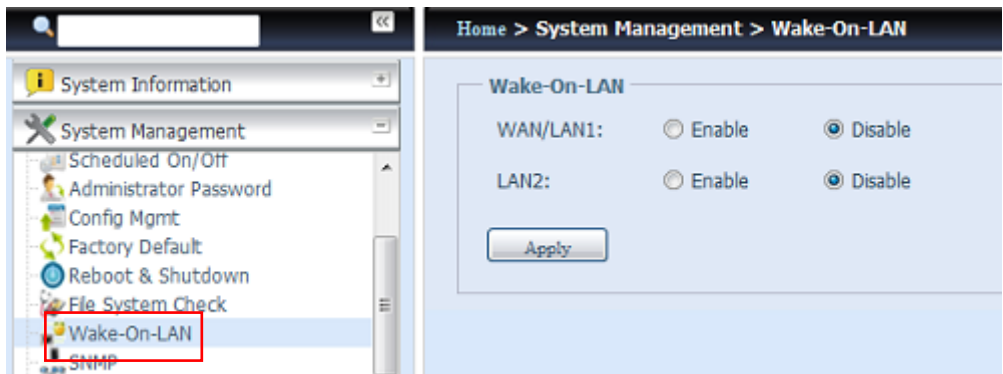 Home > System Management > Wake-On-LAN
System Information
System Management
Scheduled On/Off
Administrator Password
Config Mgmt
Factory Default
Reboot & Shutdown
File System Check
Wake-On-LAN
SNMP
Wake-On-LAN
WAN/LAN1: Enable Disable
LAN2: Enable Disable
Apply